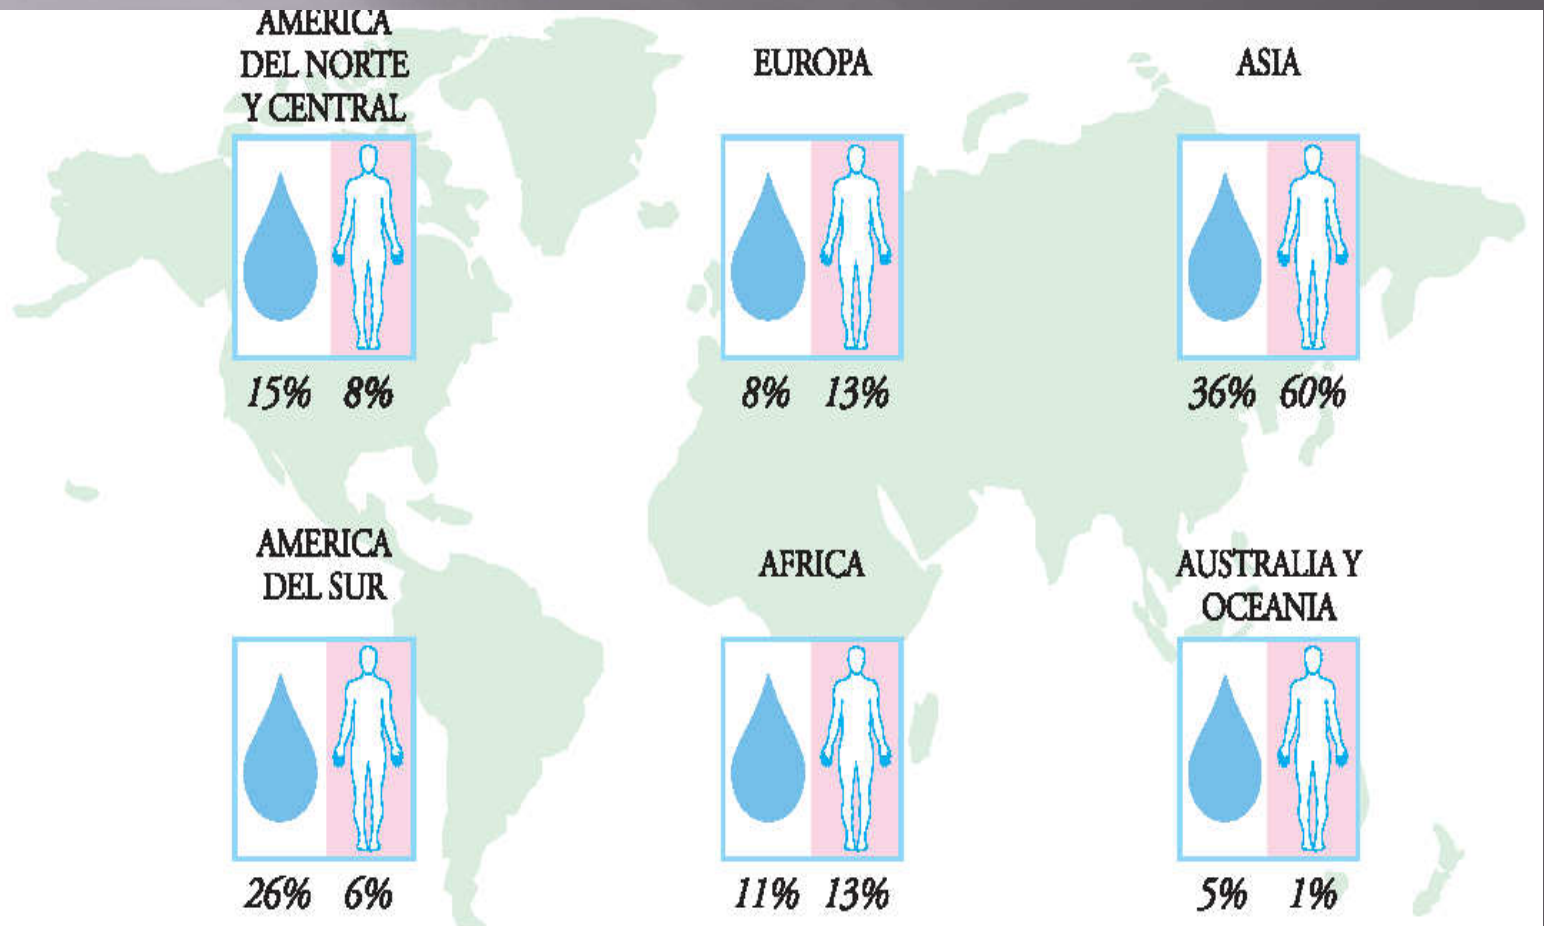 AMERICA
DEL NORTE
Y CENTRAL
EUROPA
ASIA
15% 8%
8% 13%
36% 60%
AMERICA
DEL SUR
AFRICA
AUSTRALIA Y
OCEANIA
26% 6%
11% 13%
5% 1%